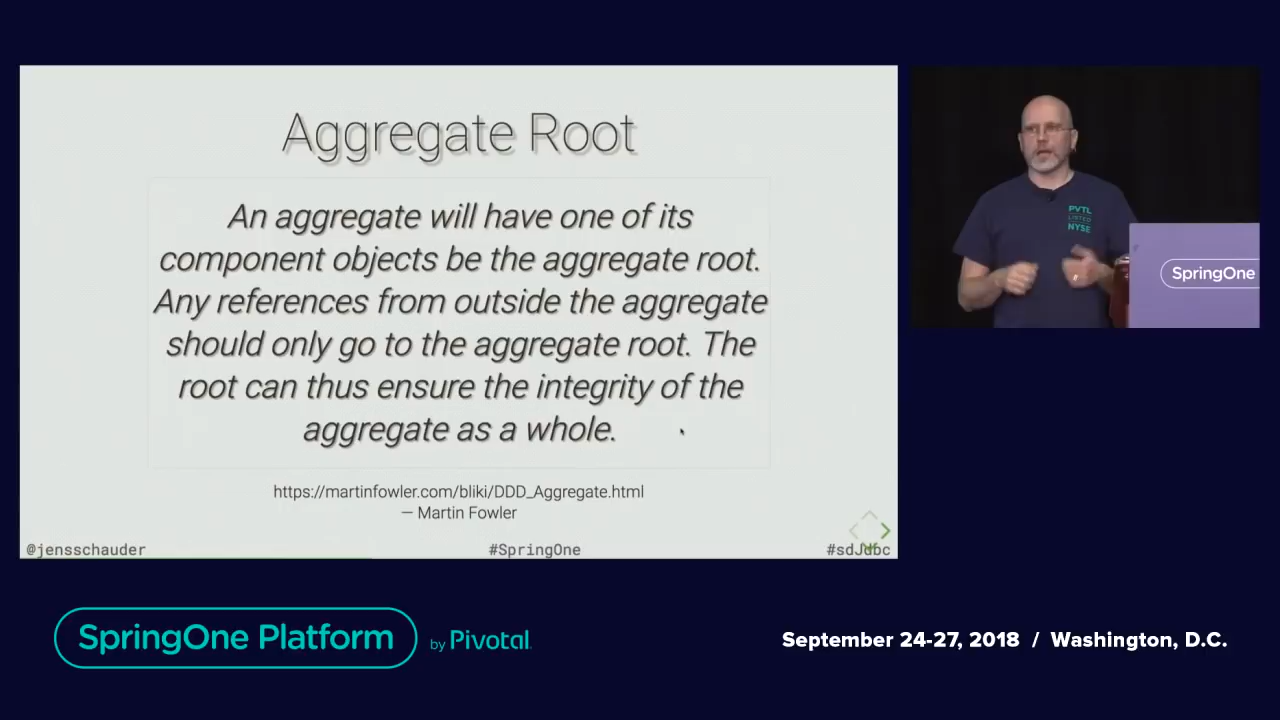 Aggregate Root
An aggregate will have one of its
component objects be the aggregate root.
Any references from outside the aggregate
should only go to the aggregate root. The
root can thus ensure the integrity of the
aggregate as a whole.
https://martinfowler.com/bliki/DDD_Aggregate.html
— Martin Fowler
@jensschauder
#SpringOne
#sdJdbc
PVTL
LISTED
NYSE
SpringOne
SpringOne Platform
by Pivotal.
September 24-27, 2018 / Washington, D.C.